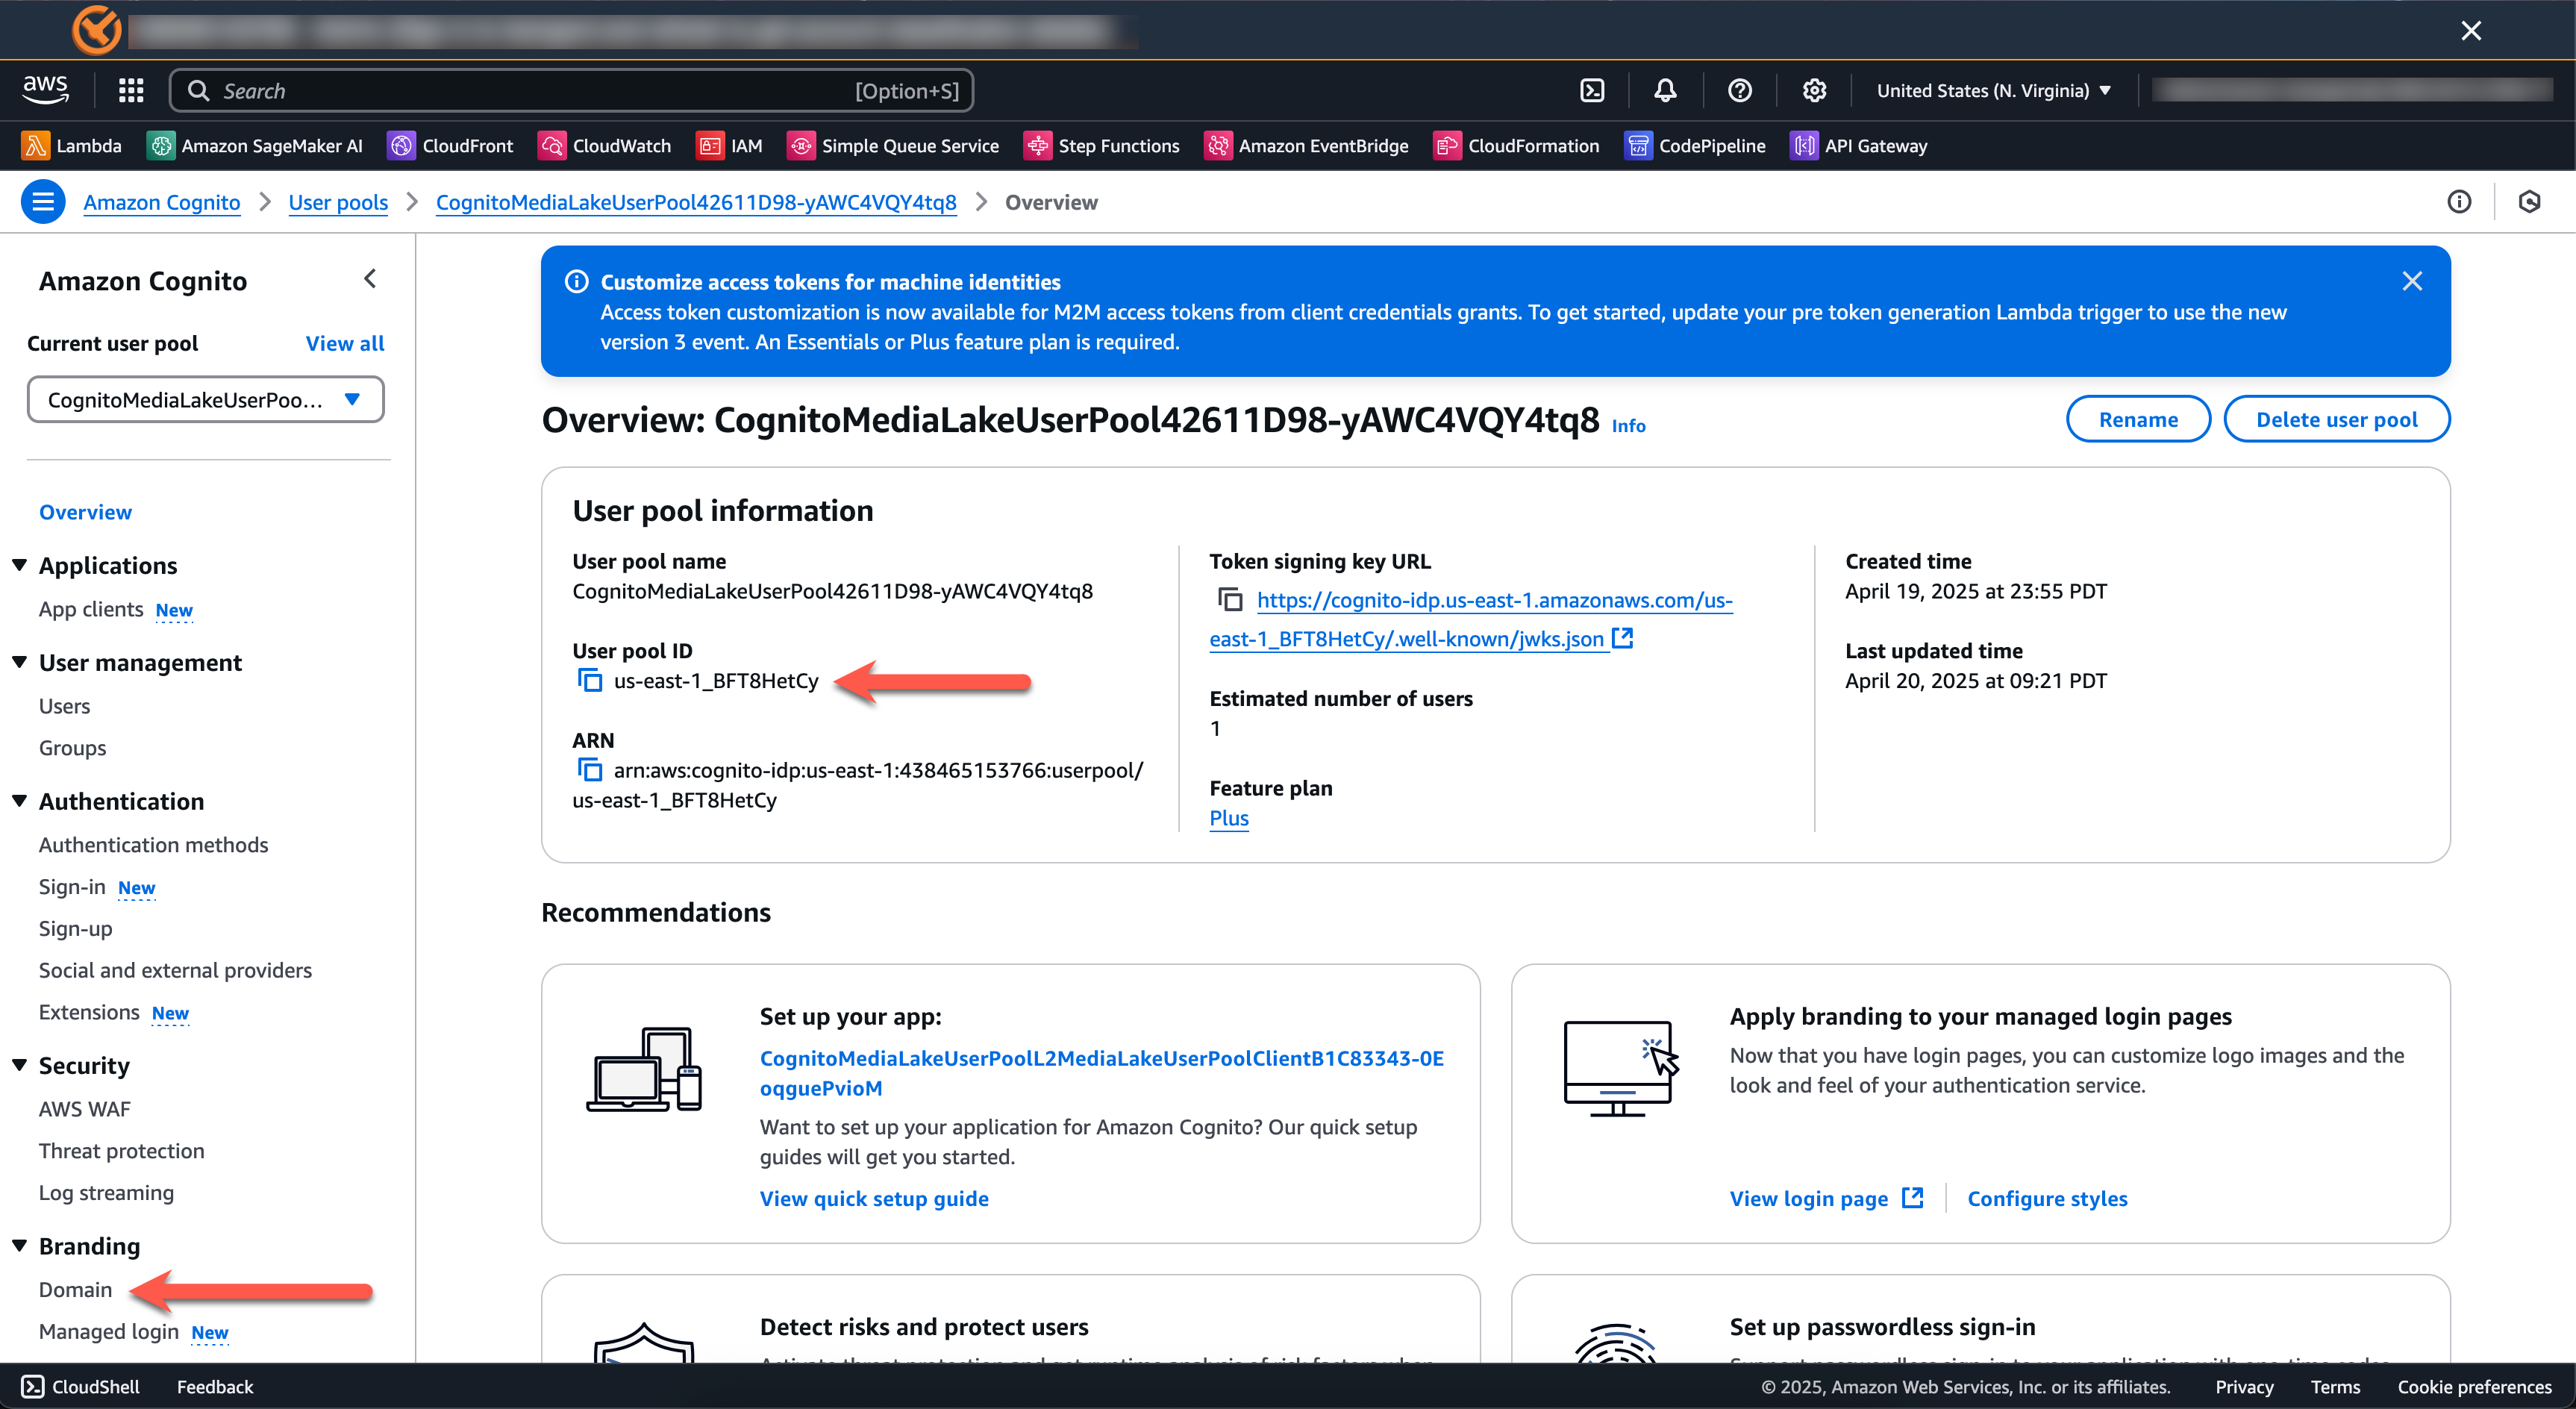 aws
Search
[Option+S]
United States (N. Virginia)
Lambda
Amazon SageMaker AI
CloudFront
CloudWatch
IAM
Simple Queue Service
Step Functions
Amazon EventBridge
CloudFormation
CodePipeline
API Gateway
Amazon Cognito
User pools
CognitoMediaLakeUserPool42611D98-yAWC4VQY4tq8
Overview
Amazon Cognito
Current user pool
View all
CognitoMediaLakeUserPoo...
Overview
Applications
App clients New
User management
Users
Groups
Authentication
Authentication methods
Sign-in New
Sign-up
Social and external providers
Extensions New
Security
AWS WAF
Threat protection
Log streaming
Branding
Domain
Managed login New
Customize access tokens for machine identities
Access token customization is now available for M2M access tokens from client credentials grants. To get started, update your pre token generation Lambda trigger to use the new
version 3 event. An Essentials or Plus feature plan is required.
Overview: CognitoMediaLakeUserPool42611D98-yAWC4VQY4tq8 Info
Rename
Delete user pool
User pool information
User pool name
CognitoMediaLakeUserPool42611D98-yAWC4VQY4tq8
User pool ID
us-east-1_BFT8HetCy
ARN
arn:aws:cognito-idp:us-east-1:438465153766:userpool/
us-east-1_BFT8HetCy
Token signing key URL
https://cognito-idp.us-east-1.amazonaws.com/us-
east-1_BFT8HetCy/.well-known/jwks.json
Estimated number of users
1
Feature plan
Plus
Created time
April 19, 2025 at 23:55 PDT
Last updated time
April 20, 2025 at 09:21 PDT
Recommendations
Set up your app:
CognitoMediaLakeUserPoolL2MediaLakeUserPoolClientB1C83343-0E
oqguePvioM
Want to set up your application for Amazon Cognito? Our quick setup
guides will get you started.
View quick setup guide
Apply branding to your managed login pages
Now that you have login pages, you can customize logo images and the
look and feel of your authentication service.
View login page
Configure styles
Detect risks and protect users
Set up passwordless sign-in
CloudShell
Feedback
© 2025, Amazon Web Services, Inc. or its affiliates.
Privacy
Terms
Cookie preferences